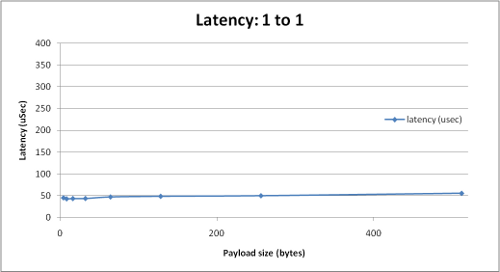 Latency: 1 to 1
400
350
300
250
200
150
100
50
0
Latency (uSec)
latency (usec)
0 200 400
Payload size (bytes)